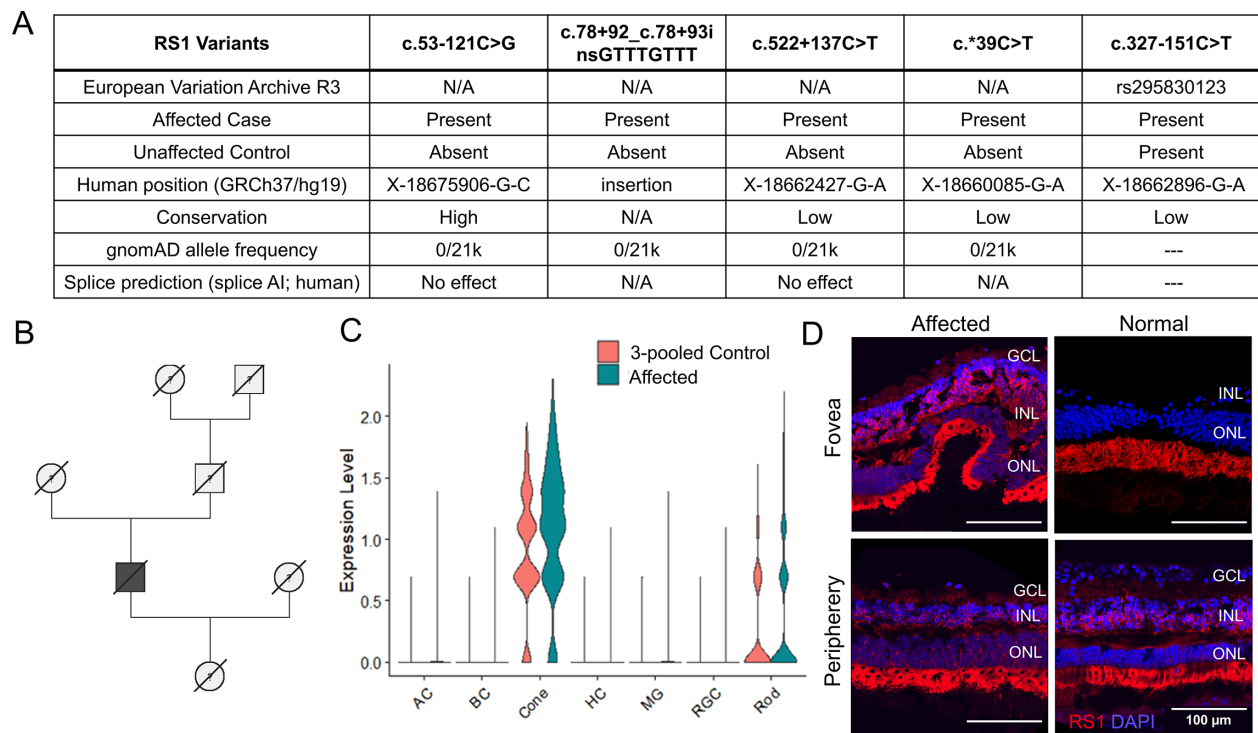 A
RS1 Variants
c.53-121C>G
c.78+92_c.78+93i
nsGTTTGTTT
c.522+137C>T
c.*39C>T
c.327-151C>T
European Variation Archive R3
N/A
N/A
N/A
N/A
rs295830123
Affected Case
Present
Present
Present
Present
Present
Unaffected Control
Absent
Absent
Absent
Absent
Present
Human position (GRCh37/hg19)
X-18675906-G-C
insertion
X-18662427-G-A
X-18660085-G-A
X-18662896-G-A
Conservation
High
N/A
Low
Low
Low
gnomAD allele frequency
0/21k
0/21k
0/21k
0/21k
---
Splice prediction (splice AI; human)
No effect
N/A
No effect
N/A
---
B
?
?
?
?
?
?
C
3-pooled Control
Affected
Expression Level
2.0
1.5
1.0
0.5
0.0
AC
BC
Cone
HC
MG
RGC
Rod
D
Affected
Normal
Fovea
GCL
INL
ONL
INL
ONL
Peripherery
GCL
INL
ONL
GCL
INL
ONL
RS1 DAPI
100 µm